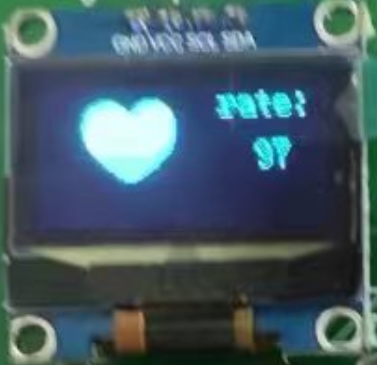 GND VCC SCL SDA
rate:
97